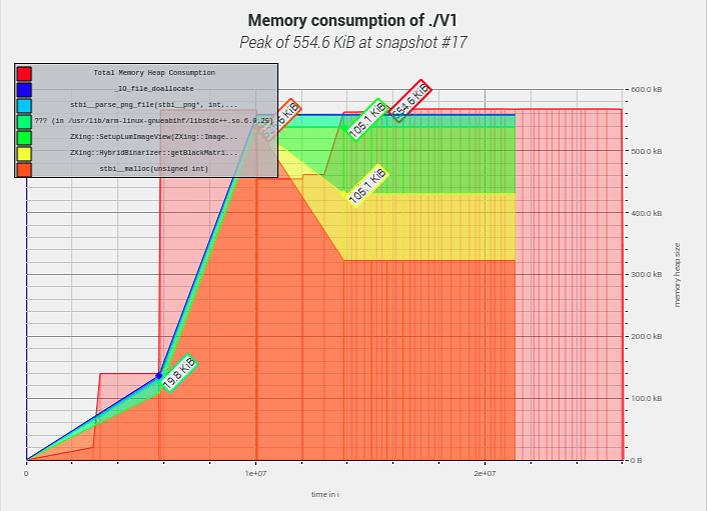 Memory consumption of ./V1
Peak of 554.6 KiB at snapshot #17
Total Memory Heap Consumption
_IO_file_doallocate
stbi__parse_png_file(stbi__png*, int,...
??? (in /usr/lib/arm-linux-gnueabihf/libstdc++.so.6.0.25)
ZXing::SetupLumImageView(ZXing::Image...
ZXing::HybridBinarizer::getBlackMatri...
stbi__malloc(unsigned int)
105.1 KiB
554.6 KiB
105.1 KiB
19.8 KiB
600.0 kB
500.0 kB
400.0 kB
300.0 kB
200.0 kB
100.0 kB
0 B
memory heap size
0
1e+07
2e+07
time in i